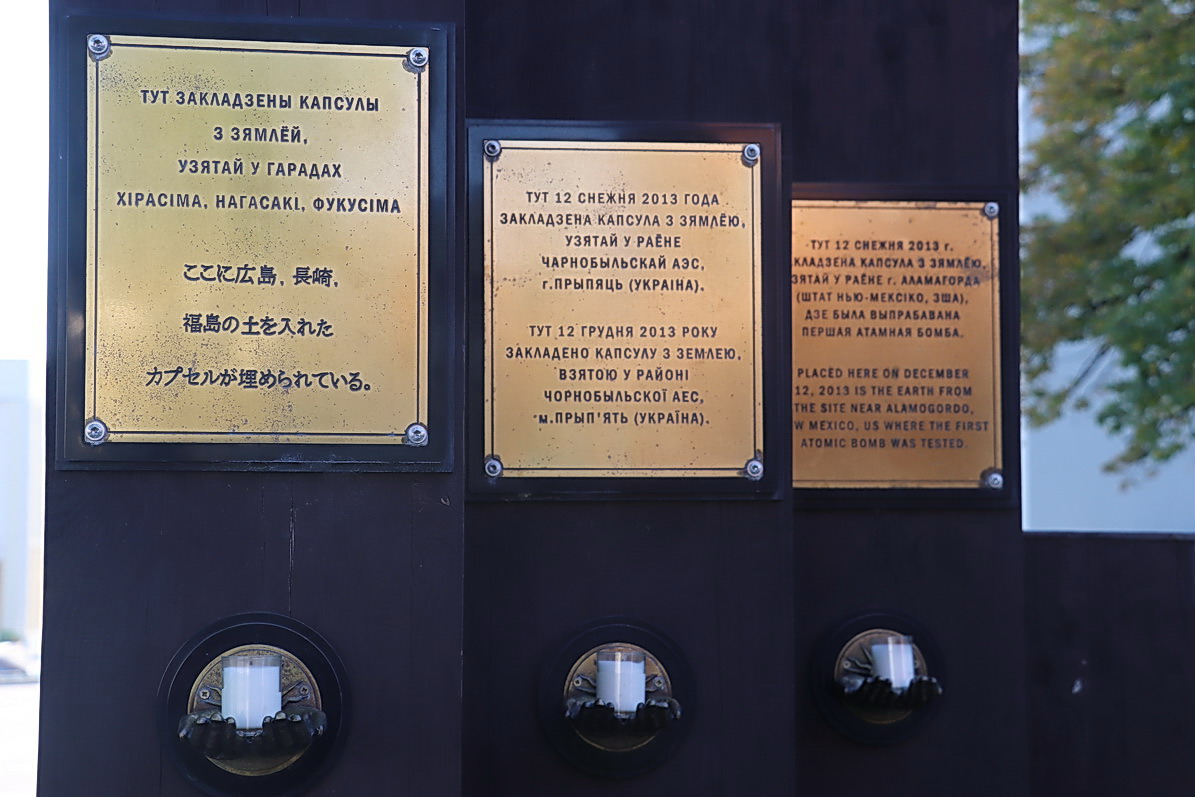 ТУТ ЗАКЛАДЗЕНЫ КАПСУЛЫ
З ЗЯМЛЁЙ,
УЗЯТАЙ У ГАРАДАХ
ХІРАСІМА, НАГАСАКІ, ФУКУСІМА
ここに広島，長崎，
福島の土を入れた
カプセルが埋められている。
ТУТ 12 СНЕЖНЯ 2013 ГОДА
ЗАКЛАДЗЕНА КАПСУЛА З ЗЯМЛЁЮ,
УЗЯТАЙ У РАЁНЕ
ЧАРНОБЫЛЬСКАЙ АЭС,
г.ПРЫПЯЦЬ (УКРАІНА).
ТУТ 12 ГРУДНЯ 2013 РОКУ
ЗАКЛАДЕНО КАПСУЛУ З ЗЕМЛЕЮ,
ВЗЯТОЮ У РАЙОНІ
ЧОРНОБЫЛЬСКОЇ АЕС,
м.ПРЫП'ЯТЬ (УКРАЇНА).
ТУТ 12 СНЕЖНЯ 2013 г.
КЛАДЗЕНА КАПСУЛА З ЗЯМЛЁЮ,
ЗЯТАЙ У РАЁНЕ г. АЛАМАГОРДА
(ШТАТ НЬЮ-МЕКСІКО, ЗША),
ДЗЕ БЫЛА ВЫПРАБАВАНА
ПЕРШАЯ АТАМНАЯ БОМБА.
PLACED HERE ON DECEMBER
12, 2013 IS THE EARTH FROM
THE SITE NEAR ALAMOGORDO,
W MEXICO, US WHERE THE FIRST
ATOMIC BOMB WAS TESTED.